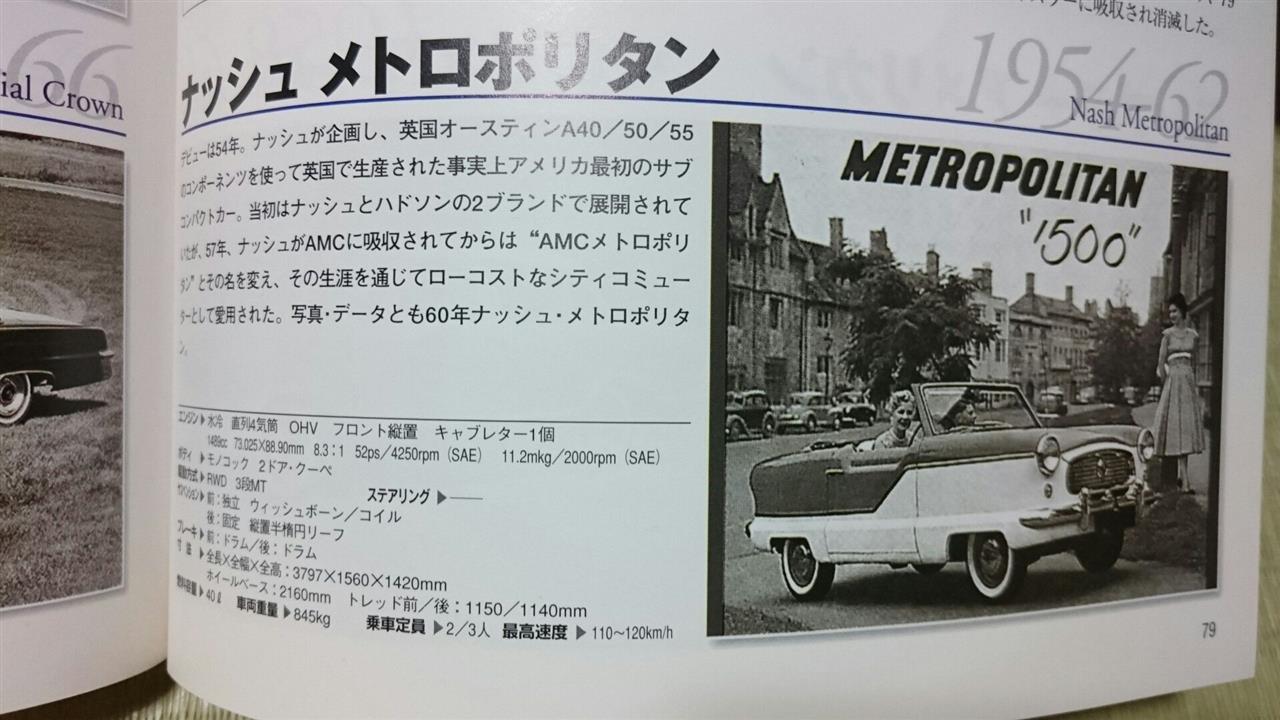 ial Crown
66
に吸収され消滅した。
79
1954-62
ナッシュ メトロポリタン
Nash Metropolitan
デビューは54年。ナッシュが企画し、英国オースティンA40／50／55
のコンポーネンツを使って英国で生産された事実上アメリカ最初のサブ
コンパクトカー。当初はナッシュとハドソンの2ブランドで展開されて
いたが、57年、ナッシュがAMCに吸収されてからは“AMCメトロポリ
タン”とその名を変え、その生涯を通じてローコストなシティコミュー
ターとして愛用された。写真・データとも60年ナッシュ・メトロポリタ
ン。
METROPOLITAN
"1500"
エンジン▶水冷 直列4気筒 OHV フロント縦置 キャブレター1個
1489cc 73.025×88.90mm 8.3：1 52ps／4250rpm（SAE） 11.2mkg／2000rpm（SAE）
ボディ▶モノコック 2ドア・クーペ
駆動方式▶RWD 3段MT ステアリング▶――
サスペンション▶前：独立 ウィッシュボーン／コイル
後：固定 縦置半楕円リーフ
ブレーキ▶前：ドラム／後：ドラム
寸法▶全長×全幅×全高：3797×1560×1420mm
ホイールベース：2160mm トレッド前／後：1150／1140mm
燃料容量▶40ℓ 車両重量▶845kg 乗車定員▶2／3人 最高速度▶110～120km/h
79